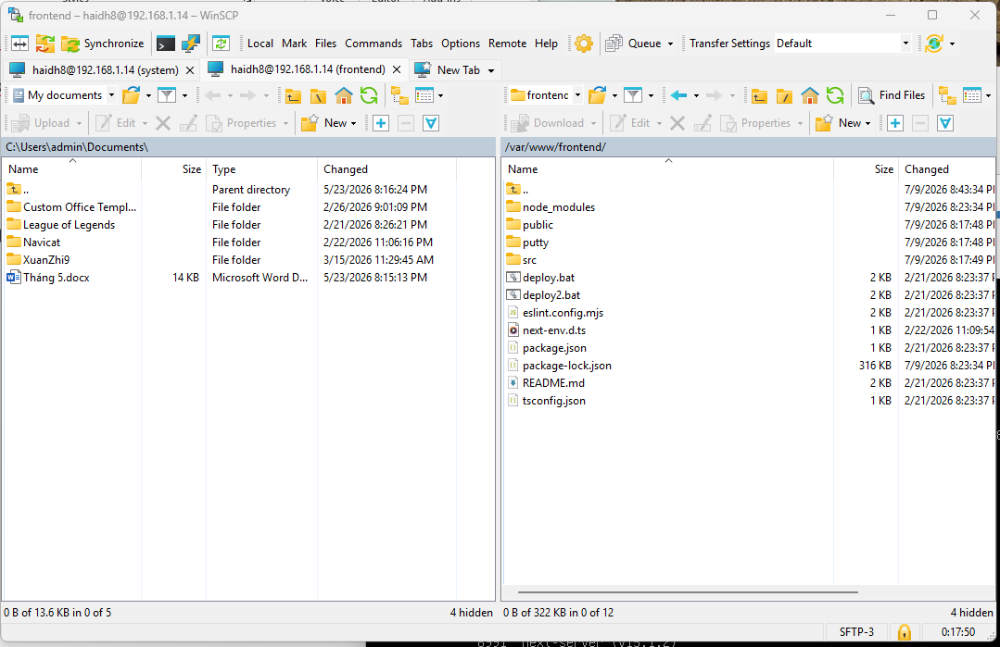 frontend – haidh8@192.168.1.14 – WinSCP
Synchronize Local Mark Files Commands Tabs Options Remote Help Queue Transfer Settings Default
haidh8@192.168.1.14 (system) haidh8@192.168.1.14 (frontend) New Tab
My documents frontenc Find Files
Upload Edit Properties New Download Edit Properties New
C:\Users\admin\Documents\ /var/www/frontend/
Name Size Type Changed Name Size Changed
.. Parent directory 5/23/2026 8:16:24 PM .. 7/9/2026 8:43:34 P
Custom Office Templ... File folder 2/26/2026 9:01:09 PM node_modules 7/9/2026 8:23:34 P
League of Legends File folder 2/21/2026 8:26:21 PM public 7/9/2026 8:17:48 P
Navicat File folder 2/22/2026 11:06:16 PM putty 7/9/2026 8:17:48 P
XuanZhi9 File folder 3/15/2026 11:29:45 AM src 7/9/2026 8:17:49 P
Tháng 5.docx 14 KB Microsoft Word D... 5/23/2026 8:15:13 PM deploy.bat 2 KB 2/21/2026 8:23:37
deploy2.bat 2 KB 2/21/2026 8:23:37
eslint.config.mjs 2 KB 2/21/2026 8:23:37
next-env.d.ts 1 KB 2/22/2026 11:09:54
package.json 1 KB 2/21/2026 8:23:37
package-lock.json 316 KB 7/9/2026 8:23:34 P
README.md 2 KB 2/21/2026 8:23:37
tsconfig.json 1 KB 2/21/2026 8:23:37
0 B of 13.6 KB in 0 of 5 4 hidden 0 B of 322 KB in 0 of 12 4 hidden
SFTP-3 0:17:50